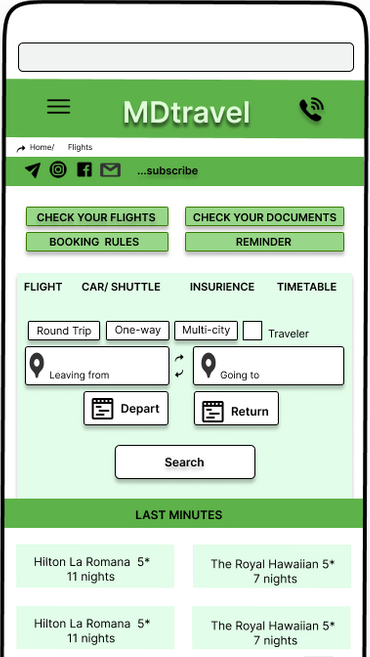 MDtravel
Home/ Flights
...subscribe
CHECK YOUR FLIGHTS CHECK YOUR DOCUMENTS
BOOKING RULES REMINDER
FLIGHT CAR/ SHUTTLE INSURIENCE TIMETABLE
Round Trip One-way Multi-city Traveler
Leaving from Going to
Depart Return
Search
LAST MINUTES
Hilton La Romana 5* The Royal Hawaiian 5*
11 nights 7 nights
Hilton La Romana 5* The Royal Hawaiian 5*
11 nights 7 nights